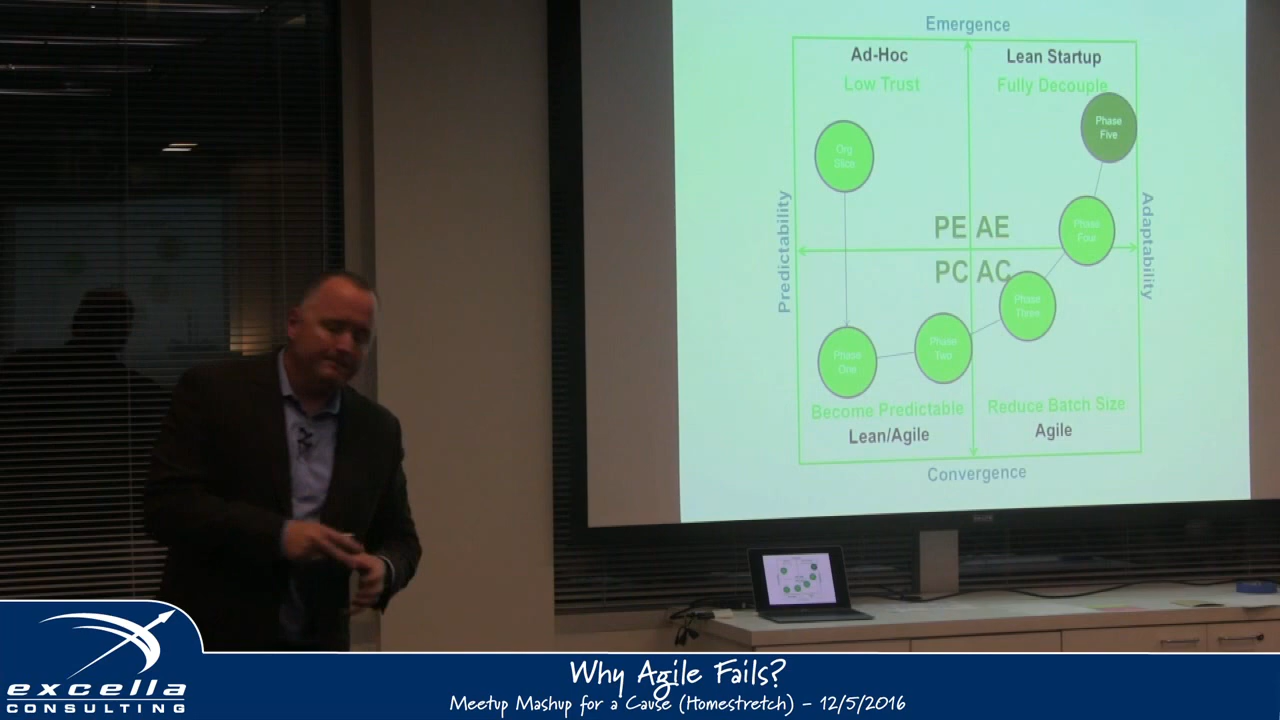 Emergence
Ad-Hoc
Lean Startup
Low Trust
Fully Decouple
Phase
Five
Org
Slice
Predictability
Adaptability
PE AE
Phase
Four
PC AC
Phase
Three
Phase
One
Phase
Two
Become Predictable
Reduce Batch Size
Lean/Agile
Agile
Convergence
excella
CONSULTING
Why Agile Fails?
Meetup Mashup for a Cause (Homestretch) - 12/5/2016